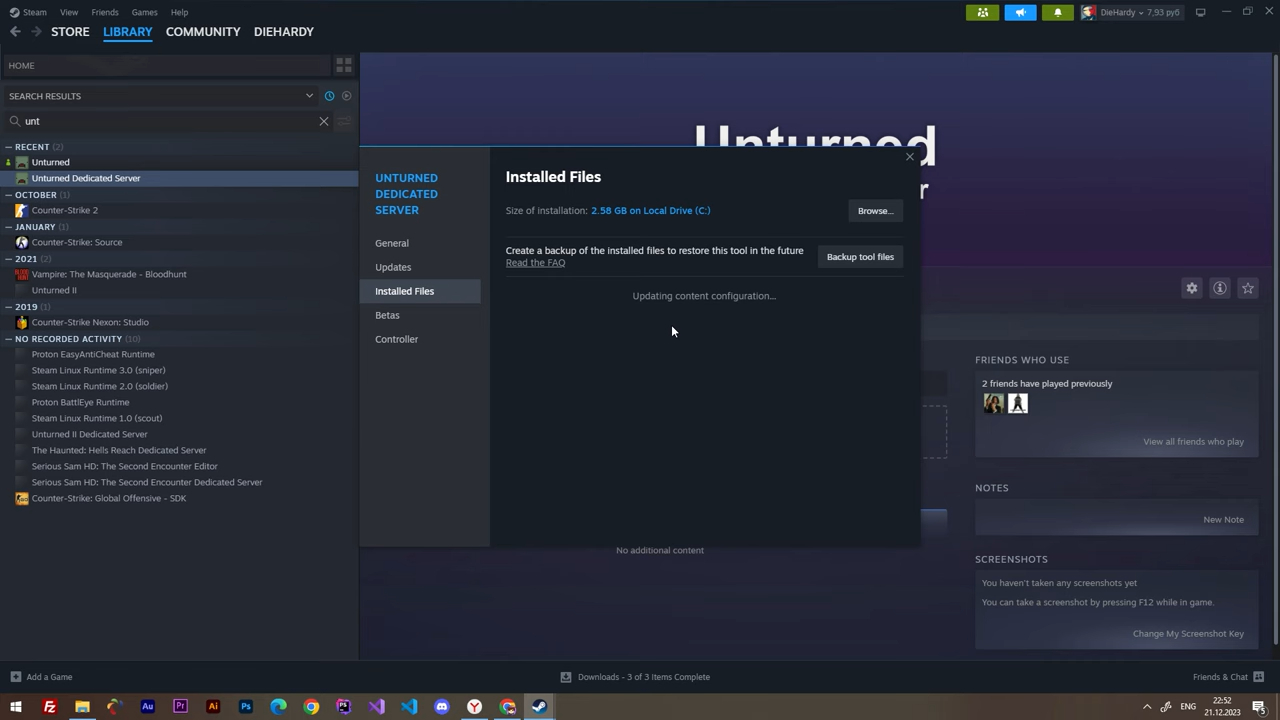 Steam View Friends Games Help
DieHardy 7,93 руб
STORE LIBRARY COMMUNITY DIEHARDY
HOME
SEARCH RESULTS
unt
RECENT (2)
Unturned
Unturned Dedicated Server
OCTOBER (1)
Counter-Strike 2
JANUARY (1)
Counter-Strike: Source
2021 (2)
Vampire: The Masquerade - Bloodhunt
Unturned II
2019 (1)
Counter-Strike Nexon: Studio
NO RECORDED ACTIVITY (10)
Proton EasyAntiCheat Runtime
Steam Linux Runtime 3.0 (sniper)
Steam Linux Runtime 2.0 (soldier)
Proton BattlEye Runtime
Steam Linux Runtime 1.0 (scout)
Unturned II Dedicated Server
The Haunted: Hells Reach Dedicated Server
Serious Sam HD: The Second Encounter Editor
Serious Sam HD: The Second Encounter Dedicated Server
Counter-Strike: Global Offensive - SDK
Unturned
UNTURNED
DEDICATED
SERVER
General
Updates
Installed Files
Betas
Controller
Installed Files
Size of installation: 2.58 GB on Local Drive (C:)
Browse...
Create a backup of the installed files to restore this tool in the future
Read the FAQ
Backup tool files
Updating content configuration...
No additional content
FRIENDS WHO USE
2 friends have played previously
View all friends who play
NOTES
New Note
SCREENSHOTS
You haven't taken any screenshots yet
You can take a screenshot by pressing F12 while in game.
Change My Screenshot Key
Add a Game
Downloads - 3 of 3 Items Complete
Friends & Chat
Au Pr Ai Ps
22:52
21.12.2023